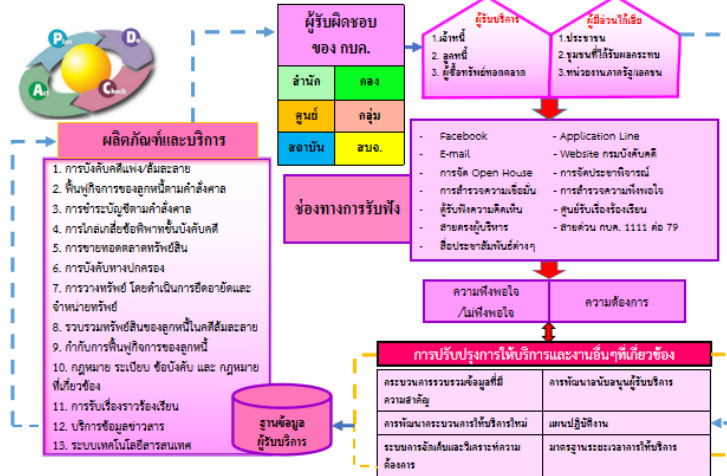 Plan
Do
Check
Act
ผู้รับผิดชอบ
ของ กบค.
สำนัก
กอง
ศูนย์
กลุ่ม
สถาบัน
สบจ.
ผู้รับบริการ
1.เจ้าหนี้
2. ลูกหนี้
3. ผู้ซื้อทรัพย์ทอดตลาด
ผู้มีส่วนได้เสีย
1.ประชาชน
2.ชุมชนที่ได้รับผลกระทบ
3.หน่วยงานภาครัฐ/เอกชน
ผลิตภัณฑ์และบริการ
1. การบังคับคดีแพ่ง/ล้มละลาย
2. ฟื้นฟูกิจการของลูกหนี้ตามคำสั่งศาล
3. การชำระบัญชีตามคำสั่งศาล
4. การไกล่เกลี่ยข้อพิพาทชั้นบังคับคดี
5. การขายทอดตลาดทรัพย์สิน
6. การบังคับทางปกครอง
7. การวางทรัพย์ โดยดำเนินการยึดอายัดและ
จำหน่ายทรัพย์
8. รวบรวมทรัพย์สินของลูกหนี้ในคดีล้มละลาย
9. กำกับการฟื้นฟูกิจการของลูกหนี้
10. กฎหมาย ระเบียบ ข้อบังคับ และ กฎหมาย
ที่เกี่ยวข้อง
11. การรับเรื่องราวร้องเรียน
12. บริการข้อมูลข่าวสาร
13. ระบบเทคโนโลยีสารสนเทศ
ช่องทางการรับฟัง
- Facebook
- E-mail
- การจัด Open House
- การสำรวจความเชื่อมั่น
- ตู้รับฟังความคิดเห็น
- สายตรงผู้บริหาร
- สื่อประชาสัมพันธ์ต่างๆ
- Application Line
- Website กรมบังคับคดี
- การจัดประชาพิจารณ์
- การสำรวจความพึงพอใจ
- ศูนย์รับเรื่องร้องเรียน
- สายด่วน กบค. 1111 ต่อ 79
ความพึงพอใจ
/ไม่พึงพอใจ
ความต้องการ
การปรับปรุงการให้บริการและงานอื่นๆที่เกี่ยวข้อง
กระบวนการรวบรวมข้อมูลที่มี
ความสำคัญ
การพัฒนาสนับสนุนผู้รับบริการ
การพัฒนากระบวนการให้บริการใหม่
แผนปฏิบัติงาน
ระบบการจัดเก็บและวิเคราะห์ความ
ต้องการ
มาตรฐานระยะเวลาการให้บริการ
ฐานข้อมูล
ผู้รับบริการ